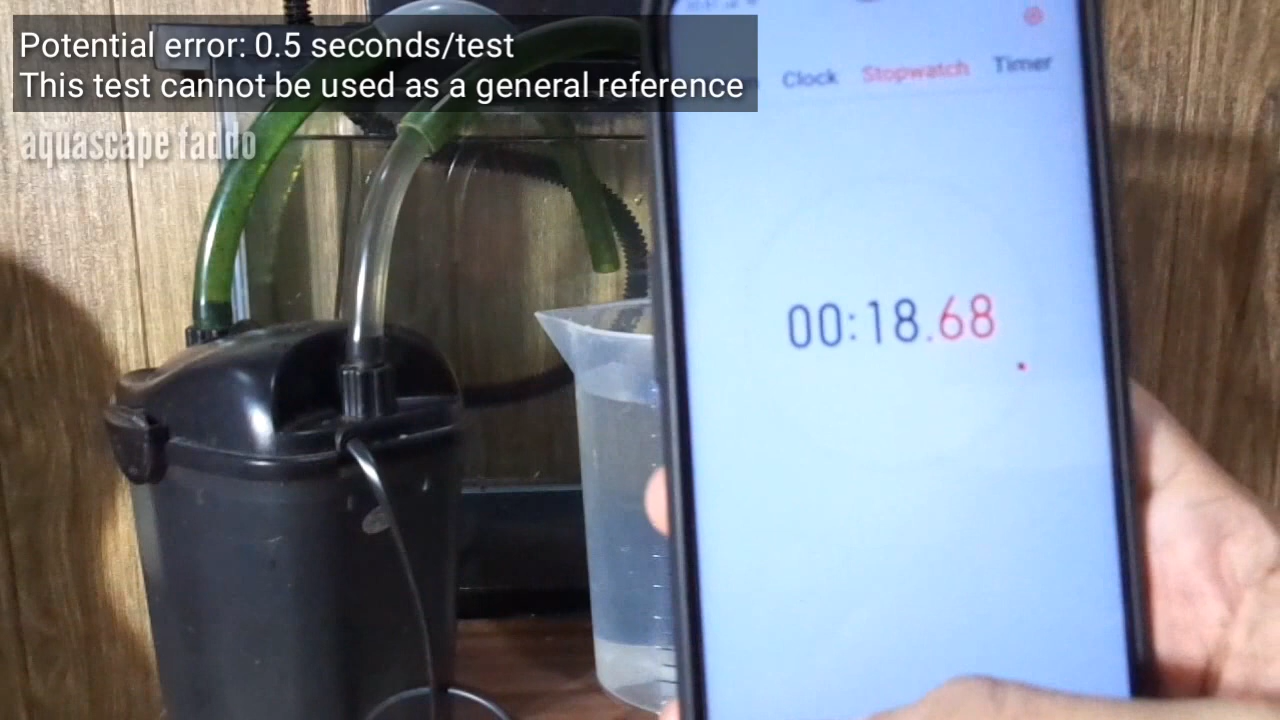 Potential error: 0.5 seconds/test
This test cannot be used as a general reference
aquascape faddo
Clock Stopwatch Timer
00:18.68